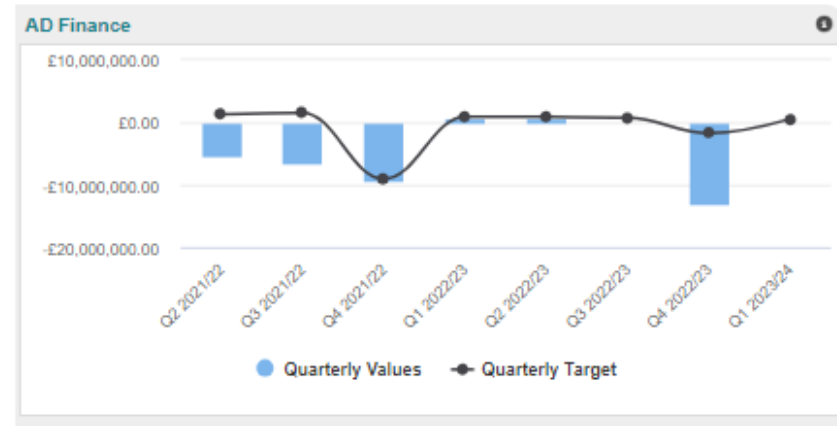 AD Finance
£10,000,000.00
£0.00
-£10,000,000.00
-£20,000,000.00
Q2 2021/22
Q3 2021/22
Q4 2021/22
Q1 2022/23
Q2 2022/23
Q3 2022/23
Q4 2022/23
Q1 2023/24
Quarterly Values Quarterly Target